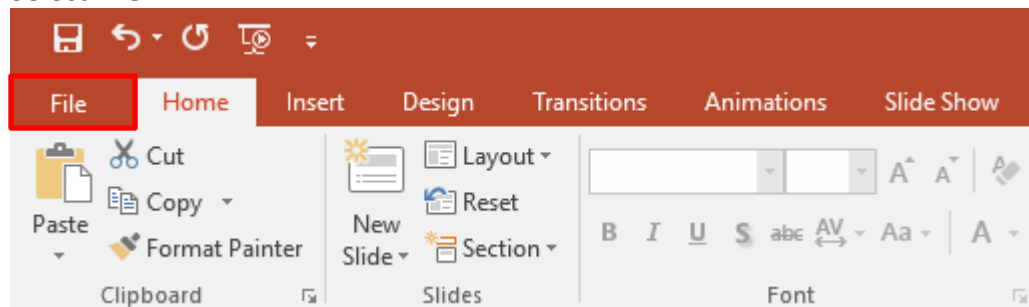 File Home Insert Design Transitions Animations Slide Show
Cut
Copy
Format Painter
Paste
Clipboard
New
Slide
Layout
Reset
Section
Slides
B I U S abc AV Aa A
Font